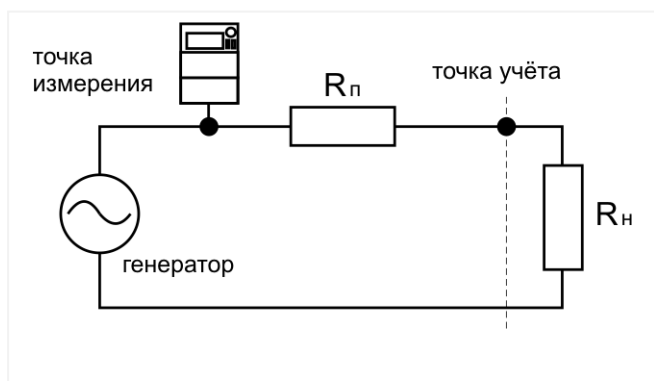 точка
измерения
Rп
точка учёта
Rн
генератор